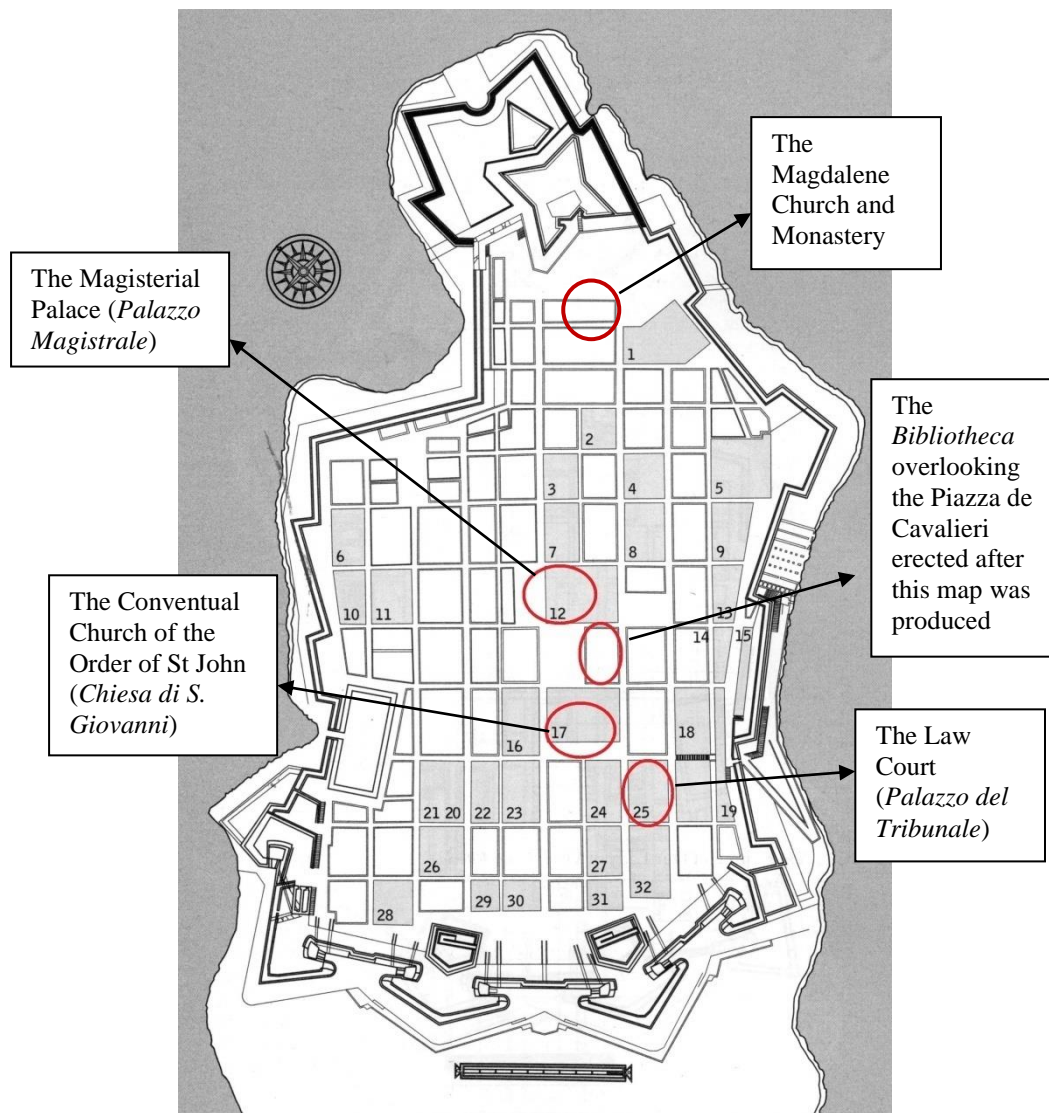 The
Magdalene
Church and
Monastery
The Magisterial
Palace (Palazzo
Magistrale)
The
Bibliotheca
overlooking
the Piazza de
Cavalieri
erected after
this map was
produced
The Conventual
Church of the
Order of St John
(Chiesa di S.
Giovanni)
The Law
Court
(Palazzo del
Tribunale)
1
2
3
4
5
6
7
8
9
10
11
12
13
14
15
16
17
18
19
21
20
22
23
24
25
26
27
28
29
30
31
32